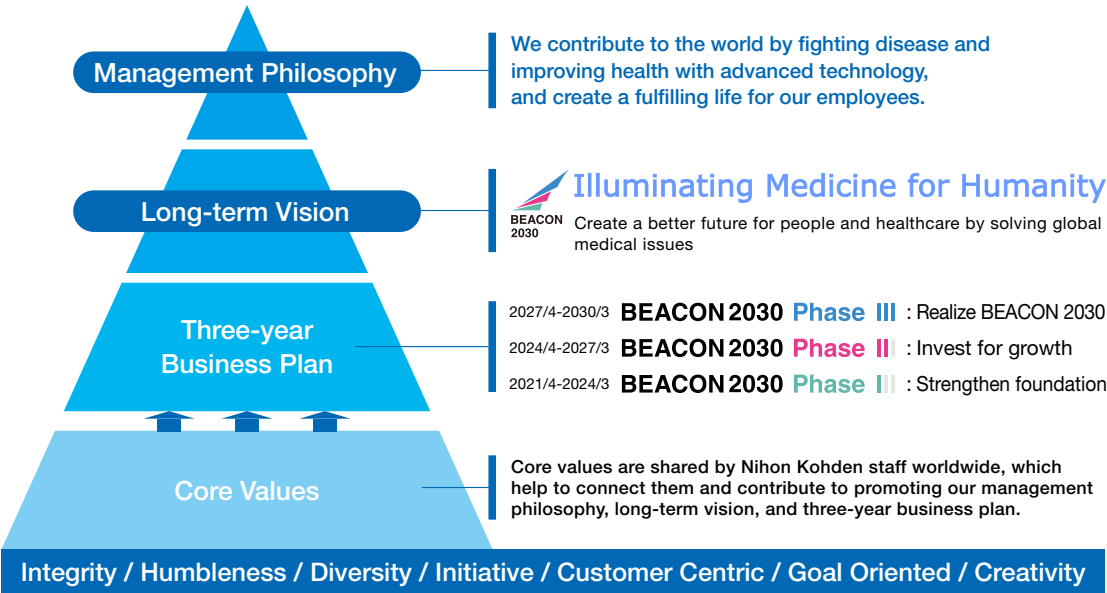 Management Philosophy
We contribute to the world by fighting disease and
improving health with advanced technology,
and create a fulfilling life for our employees.
Long-term Vision
BEACON
2030
Illuminating Medicine for Humanity
Create a better future for people and healthcare by solving global
medical issues
Three-year
Business Plan
2027/4-2030/3 BEACON 2030 Phase III : Realize BEACON 2030
2024/4-2027/3 BEACON 2030 Phase II : Invest for growth
2021/4-2024/3 BEACON 2030 Phase I : Strengthen foundation
Core Values
Core values are shared by Nihon Kohden staff worldwide, which
help to connect them and contribute to promoting our management
philosophy, long-term vision, and three-year business plan.
Integrity / Humbleness / Diversity / Initiative / Customer Centric / Goal Oriented / Creativity